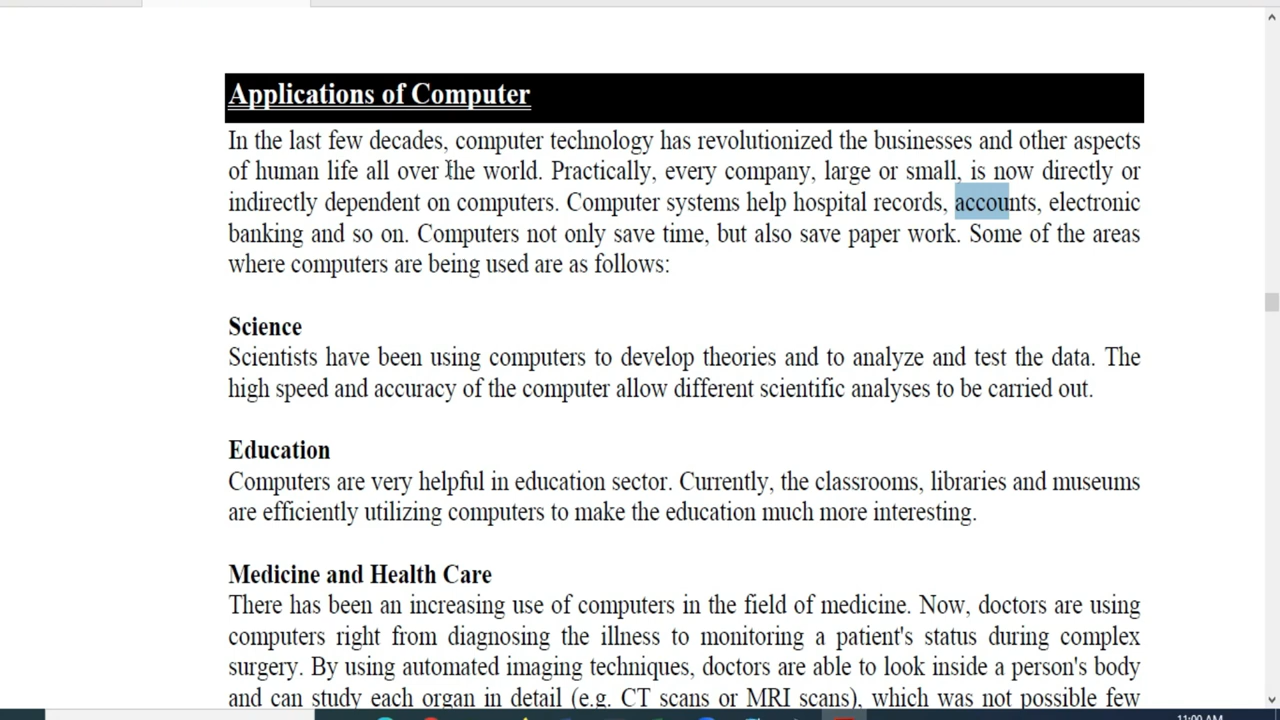 Applications of Computer
In the last few decades, computer technology has revolutionized the businesses and other aspects
of human life all over the world. Practically, every company, large or small, is now directly or
indirectly dependent on computers. Computer systems help hospital records, accounts, electronic
banking and so on. Computers not only save time, but also save paper work. Some of the areas
where computers are being used are as follows:
Science
Scientists have been using computers to develop theories and to analyze and test the data. The
high speed and accuracy of the computer allow different scientific analyses to be carried out.
Education
Computers are very helpful in education sector. Currently, the classrooms, libraries and museums
are efficiently utilizing computers to make the education much more interesting.
Medicine and Health Care
There has been an increasing use of computers in the field of medicine. Now, doctors are using
computers right from diagnosing the illness to monitoring a patient's status during complex
surgery. By using automated imaging techniques, doctors are able to look inside a person's body
and can study each organ in detail (e.g. CT scans or MRI scans), which was not possible few
11:00 AM